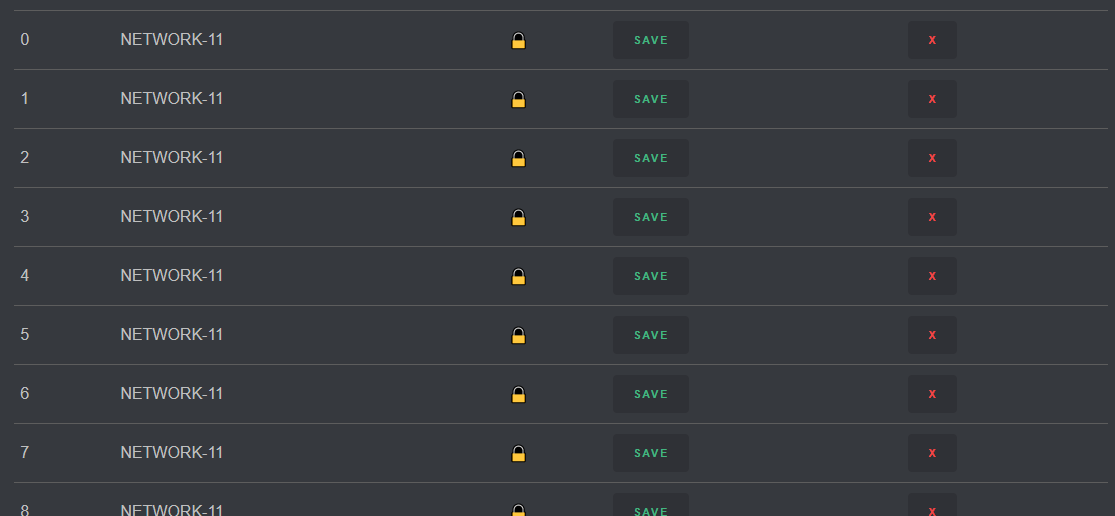 0 NETWORK-11 SAVE X
1 NETWORK-11 SAVE X
2 NETWORK-11 SAVE X
3 NETWORK-11 SAVE X
4 NETWORK-11 SAVE X
5 NETWORK-11 SAVE X
6 NETWORK-11 SAVE X
7 NETWORK-11 SAVE X
8 NETWORK-11 SAVE X